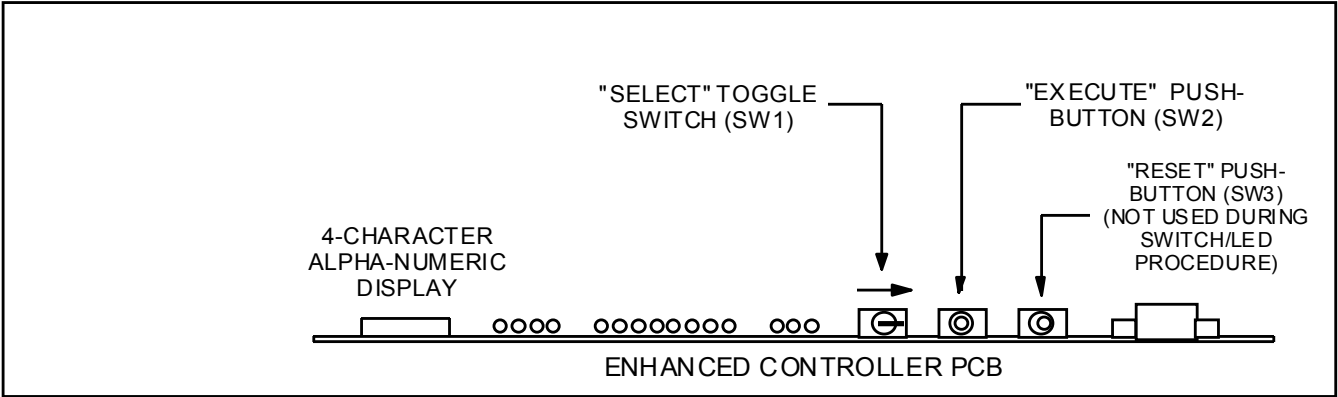 "SELECT" TOGGLE
SWITCH (SW1)
"EXECUTE" PUSH-
BUTTON (SW2)
"RESET" PUSH-
BUTTON (SW3)
(NOT USED DURING
SWITCH/LED
PROCEDURE)
4-CHARACTER
ALPHA-NUMERIC
DISPLAY
ENHANCED CONTROLLER PCB